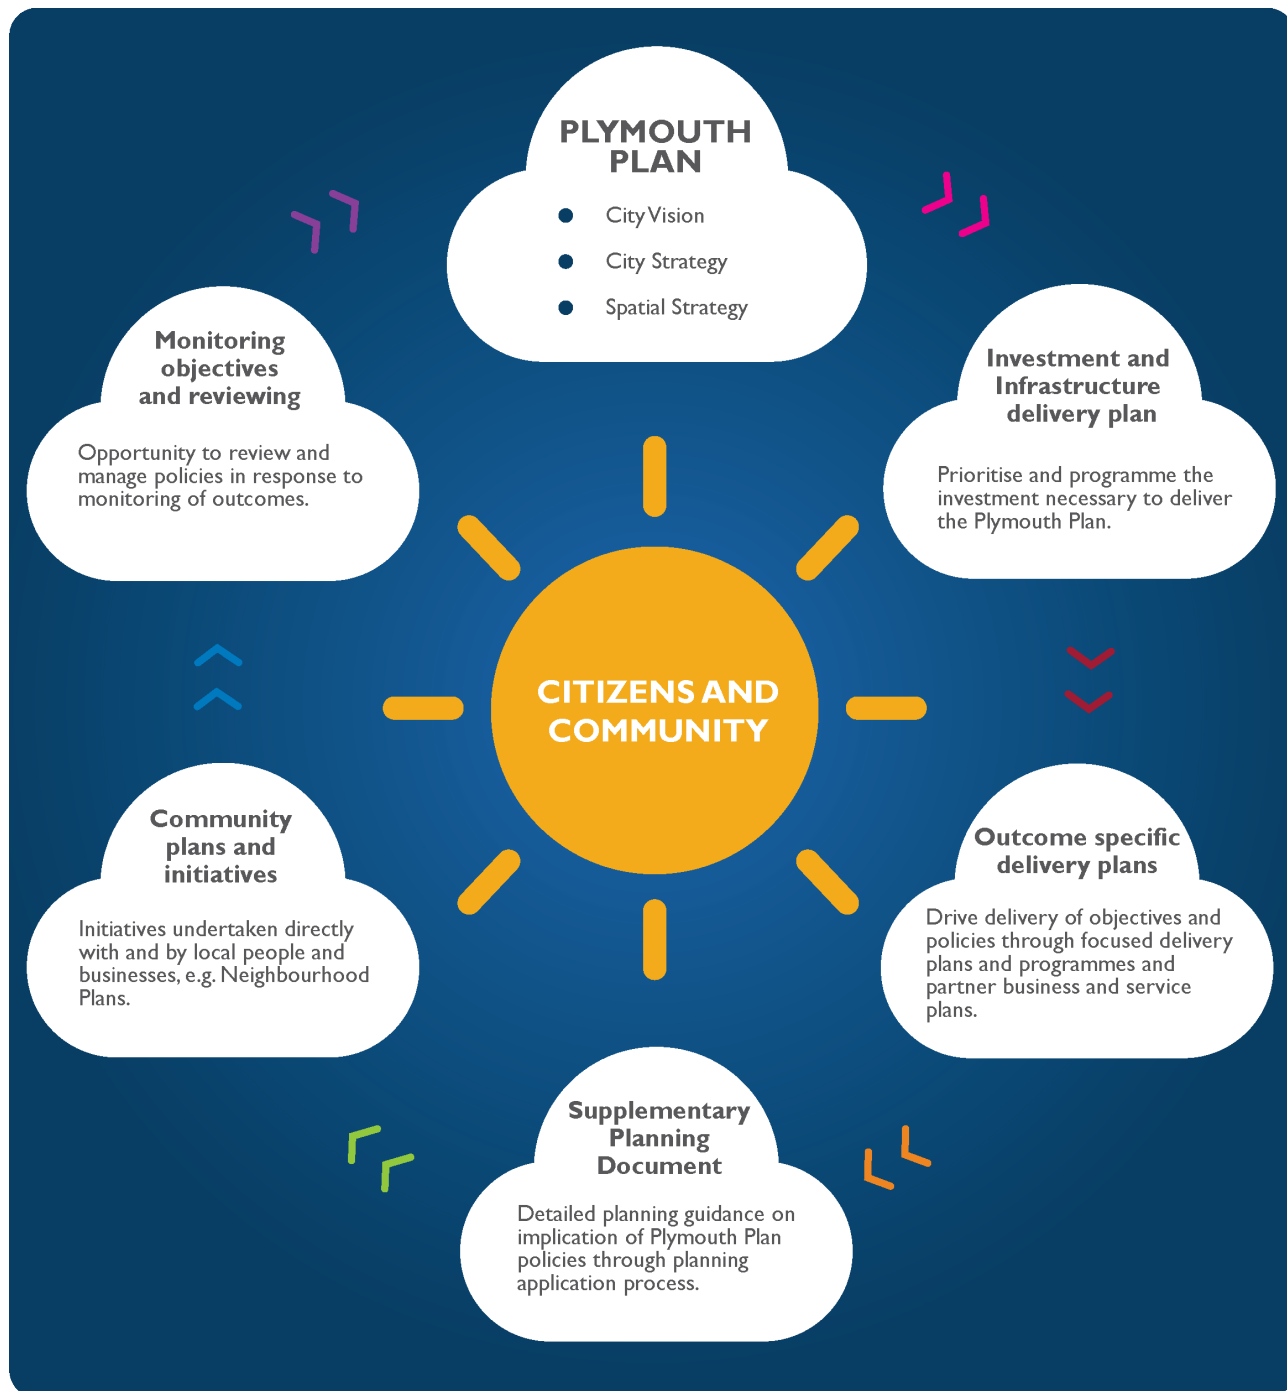 PLYMOUTH
PLAN
● City Vision
● City Strategy
● Spatial Strategy
Investment and
Infrastructure
delivery plan
Prioritise and programme the
investment necessary to deliver
the Plymouth Plan.
Outcome specific
delivery plans
Drive delivery of objectives and
policies through focused delivery
plans and programmes and
partner business and service
plans.
Supplementary
Planning
Document
Detailed planning guidance on
implication of Plymouth Plan
policies through planning
application process.
Community
plans and
initiatives
Initiatives undertaken directly
with and by local people and
businesses, e.g. Neighbourhood
Plans.
Monitoring
objectives
and reviewing
Opportunity to review and
manage policies in response to
monitoring of outcomes.
CITIZENS AND
COMMUNITY